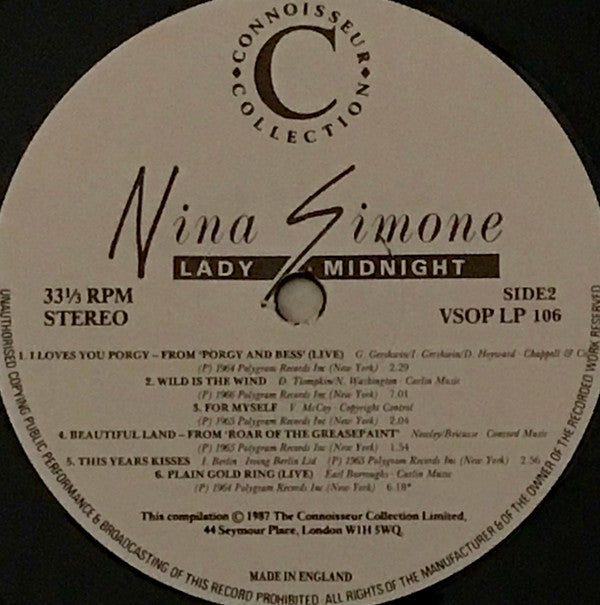 CONNOISSEUR
C
COLLECTION
Nina Simone
LADY MIDNIGHT
33⅓ RPM
STEREO
SIDE2
VSOP LP 106
1. I LOVES YOU PORGY – FROM 'PORGY AND BESS' (LIVE) G. Gershwin/I. Gershwin/D. Heyward · Chappell & Co
(P) 1964 Polygram Records Inc (New York) 2.29
2. WILD IS THE WIND D. Tiompkin/N. Washington · Carlin Music
(P) 1966 Polygram Records Inc (New York) 7.01
3. FOR MYSELF V. McCoy · Copyright Control
(P) 1965 Polygram Records Inc (New York) 2.04
4. BEAUTIFUL LAND – FROM 'ROAR OF THE GREASEPAINT' Newley/Bricusse · Concord Music
(P) 1965 Polygram Records Inc (New York) 1.54
5. THIS YEARS KISSES I. Berlin · Irving Berlin Ltd (P) 1965 Polygram Records Inc (New York) 2.56
6. PLAIN GOLD RING (LIVE) Earl Burroughs · Carlin Music
(P) 1964 Polygram Records Inc (New York) 6.18*
This compilation © 1987 The Connoisseur Collection Limited,
44 Seymour Place, London W1H 5WQ.
MADE IN ENGLAND
UNAUTHORISED COPYING PUBLIC PERFORMANCE & BROADCASTING OF THIS RECORD PROHIBITED. ALL RIGHTS OF THE MANUFACTURER & OF THE OWNER OF THE RECORDED WORK RESERVED